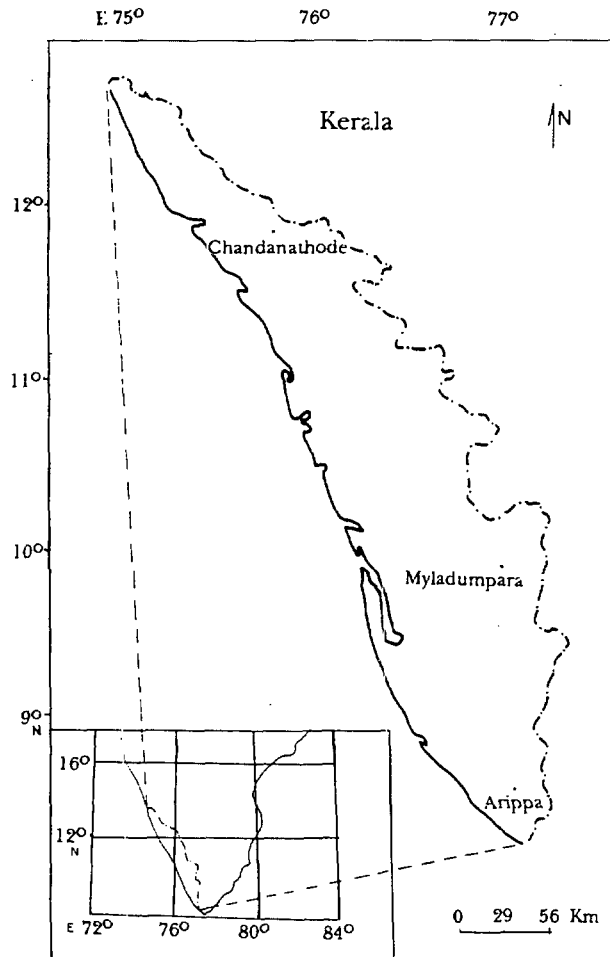 E 75° 76° 77°
Kerala
N
12°
Chandanathode
11°
10°
Myladumpara
9°
N
16°
Arippa
12°
N
0 29 56 Km
E 72° 76° 80° 84°